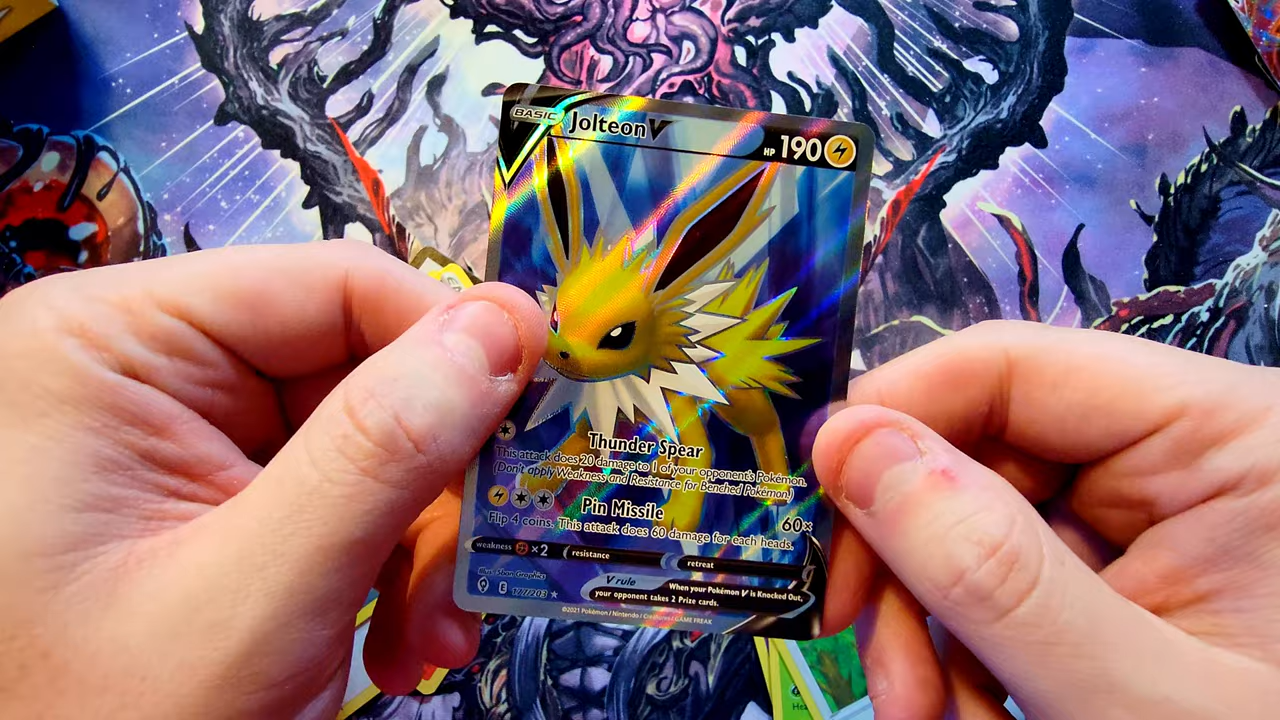 BASIC JolteonV HP 190
Thunder Spear
This attack does 20 damage to 1 of your opponent's Pokémon.
(Don't apply Weakness and Resistance for Benched Pokémon.)
Pin Missile 60×
Flip 4 coins. This attack does 60 damage for each heads.
weakness ×2 resistance retreat
Illus. 5ban Graphics
E 177/203
V rule When your Pokémon V is Knocked Out,
your opponent takes 2 Prize cards.
©2021 Pokémon / Nintendo / Creatures / GAME FREAK